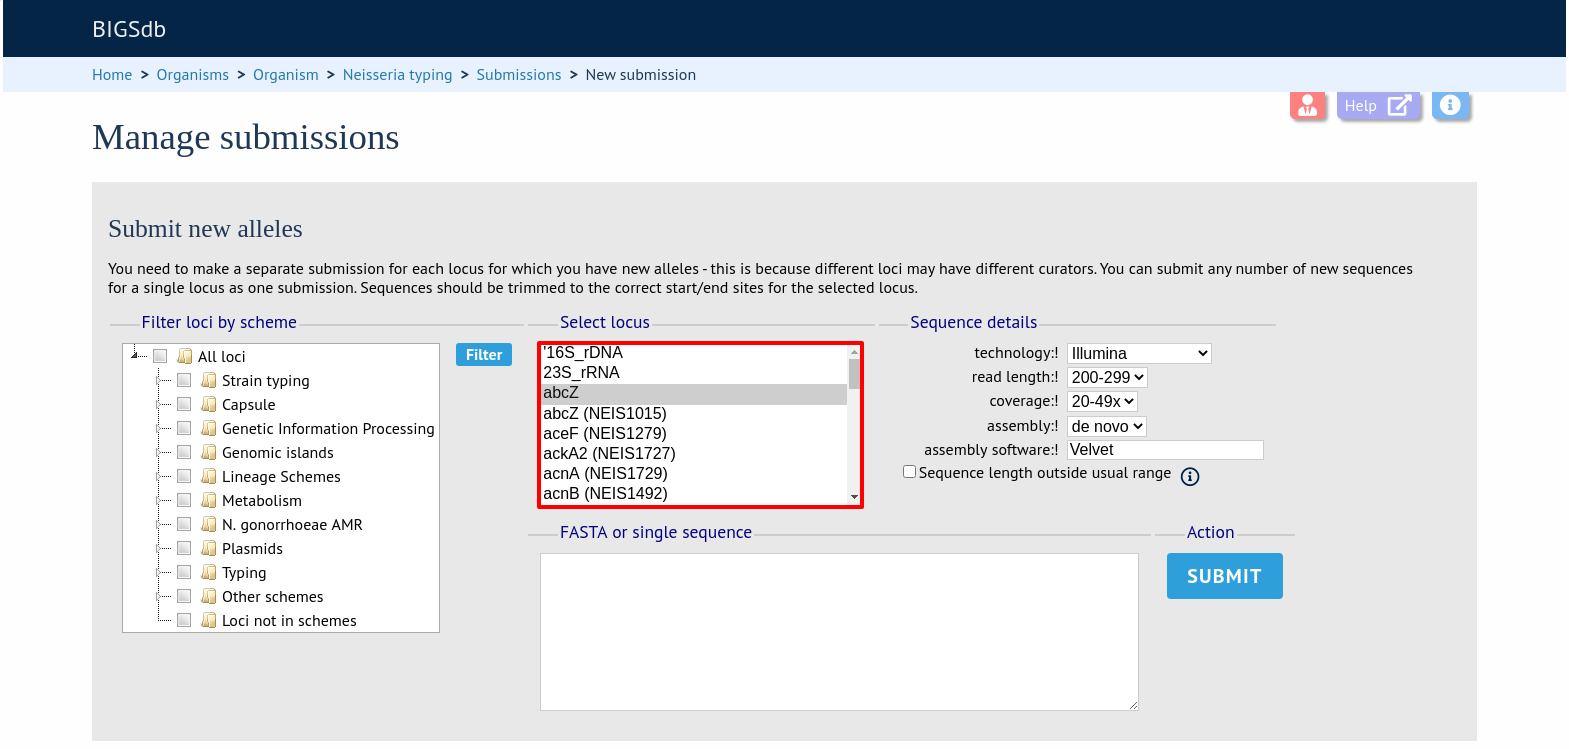 BIGSdb
Home > Organisms > Organism > Neisseria typing > Submissions > New submission
Help
Manage submissions
Submit new alleles
You need to make a separate submission for each locus for which you have new alleles - this is because different loci may have different curators. You can submit any number of new sequences
for a single locus as one submission. Sequences should be trimmed to the correct start/end sites for the selected locus.
Filter loci by scheme
All loci
Strain typing
Capsule
Genetic Information Processing
Genomic islands
Lineage Schemes
Metabolism
N. gonorrhoeae AMR
Plasmids
Typing
Other schemes
Loci not in schemes
Filter
Select locus
'16S_rDNA
23S_rRNA
abcZ
abcZ (NEIS1015)
aceF (NEIS1279)
ackA2 (NEIS1727)
acnA (NEIS1729)
acnB (NEIS1492)
Sequence details
technology:! Illumina
read length:! 200-299
coverage:! 20-49x
assembly:! de novo
assembly software:! Velvet
Sequence length outside usual range
FASTA or single sequence
Action
SUBMIT